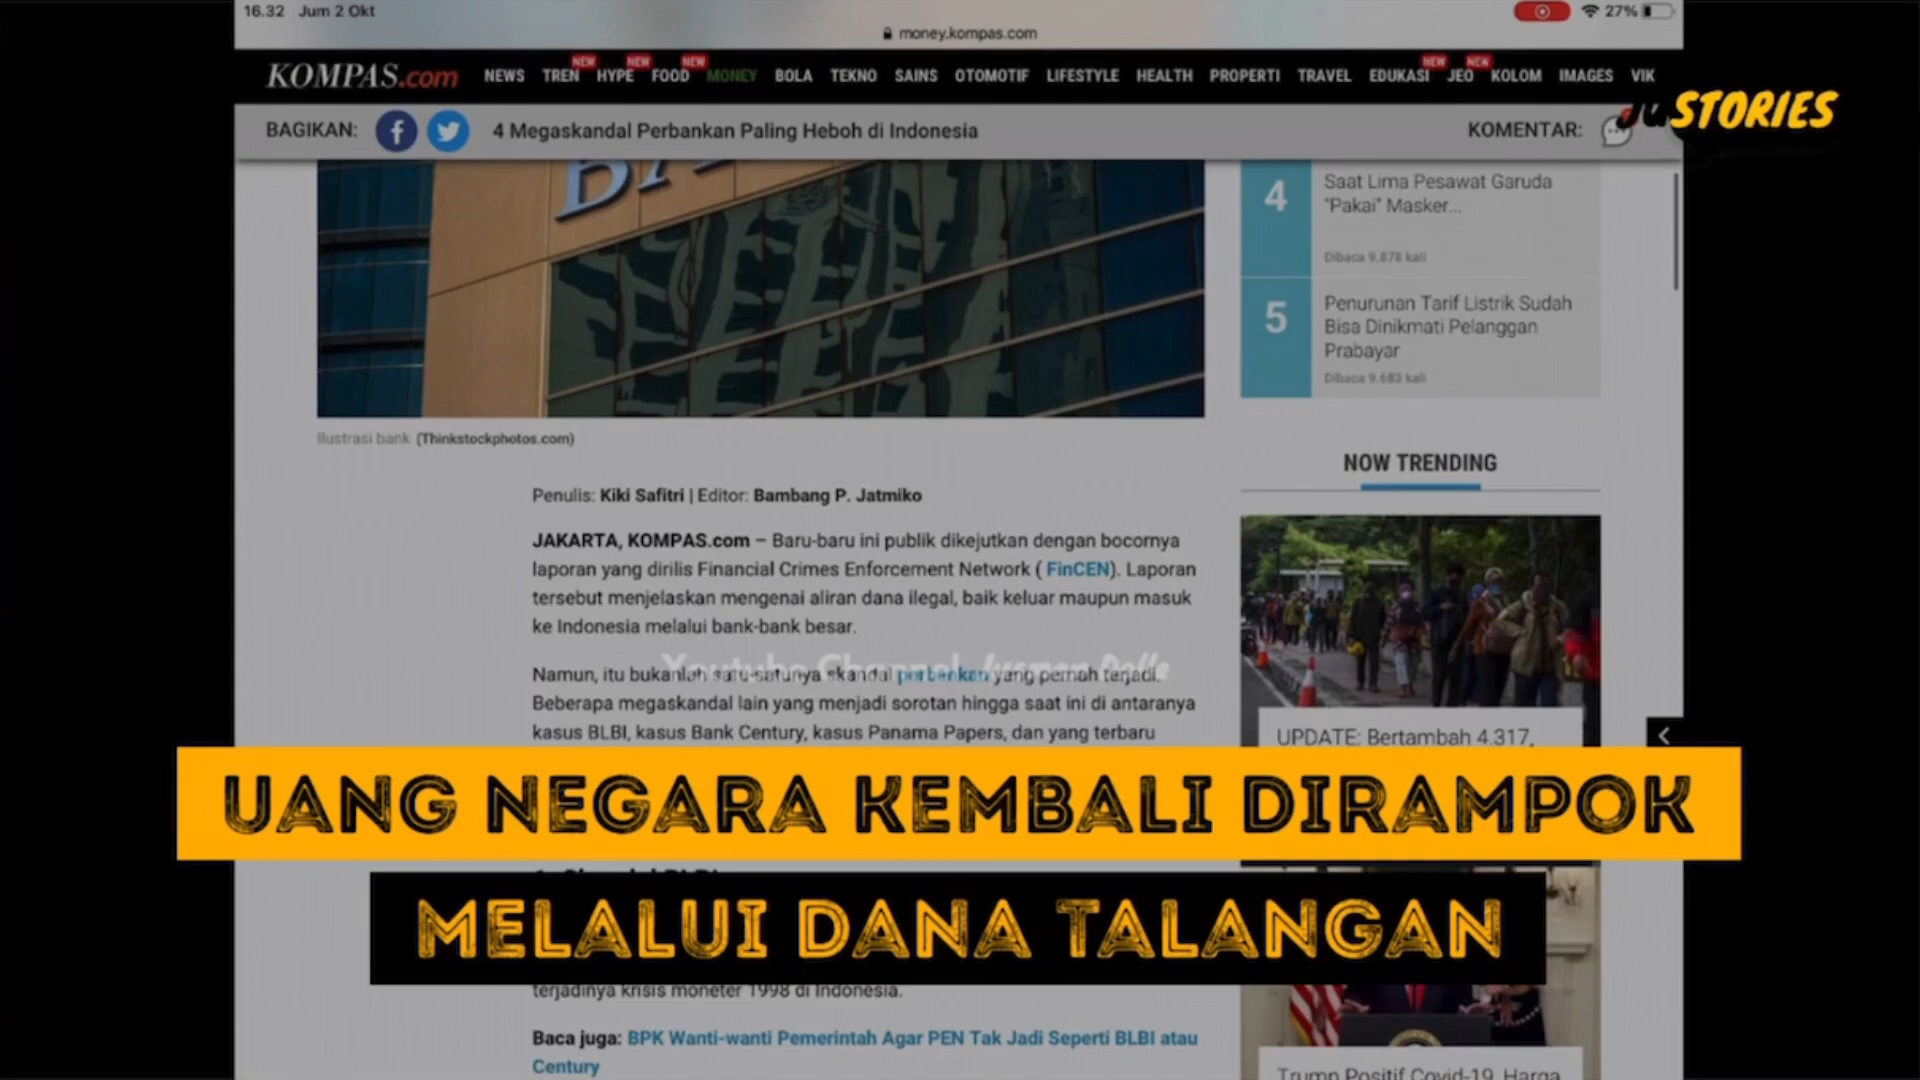 16.32 Jum 2 Okt
27%
money.kompas.com
KOMPAS.com NEWS TREN HYPE FOOD MONEY BOLA TEKNO SAINS OTOMOTIF LIFESTYLE HEALTH PROPERTI TRAVEL EDUKASI JEO KOLOM IMAGES VIK
NEW NEW NEW NEW NEW
STORIES
BAGIKAN: 4 Megaskandal Perbankan Paling Heboh di Indonesia KOMENTAR:
4
Saat Lima Pesawat Garuda
"Pakai" Masker...
Dibaca 9.878 kali
5
Penurunan Tarif Listrik Sudah
Bisa Dinikmati Pelanggan
Prabayar
Dibaca 9.683 kali
Ilustrasi bank (Thinkstockphotos.com)
NOW TRENDING
Penulis: Kiki Safitri | Editor: Bambang P. Jatmiko
JAKARTA, KOMPAS.com – Baru-baru ini publik dikejutkan dengan bocornya
laporan yang dirilis Financial Crimes Enforcement Network ( FinCEN). Laporan
tersebut menjelaskan mengenai aliran dana ilegal, baik keluar maupun masuk
ke Indonesia melalui bank-bank besar.
Youtube Channel
Namun, itu bukanlah satu-satunya skandal perbankan yang pernah terjadi.
Beberapa megaskandal lain yang menjadi sorotan hingga saat ini di antaranya
kasus BLBI, kasus Bank Century, kasus Panama Papers, dan yang terbaru
UPDATE: Bertambah 4.317,
UANG NEGARA KEMBALI DIRAMPOK
MELALUI DANA TALANGAN
terjadinya krisis moneter 1998 di Indonesia.
Baca juga: BPK Wanti-wanti Pemerintah Agar PEN Tak Jadi Seperti BLBI atau
Century
Trump Positif Covid-19, Harga